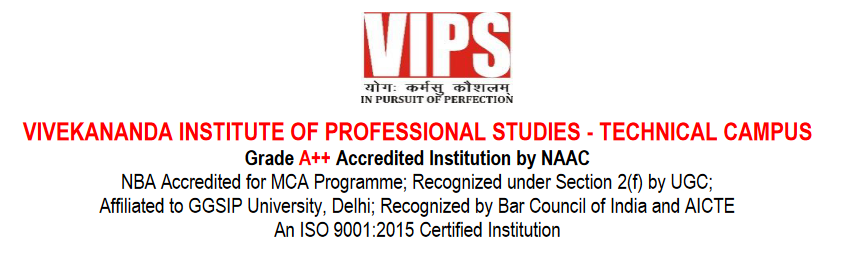 VIPS
योगः कर्मसु कौशलम्
IN PURSUIT OF PERFECTION
VIVEKANANDA INSTITUTE OF PROFESSIONAL STUDIES - TECHNICAL CAMPUS
Grade A++ Accredited Institution by NAAC
NBA Accredited for MCA Programme; Recognized under Section 2(f) by UGC;
Affiliated to GGSIP University, Delhi; Recognized by Bar Council of India and AICTE
An ISO 9001:2015 Certified Institution